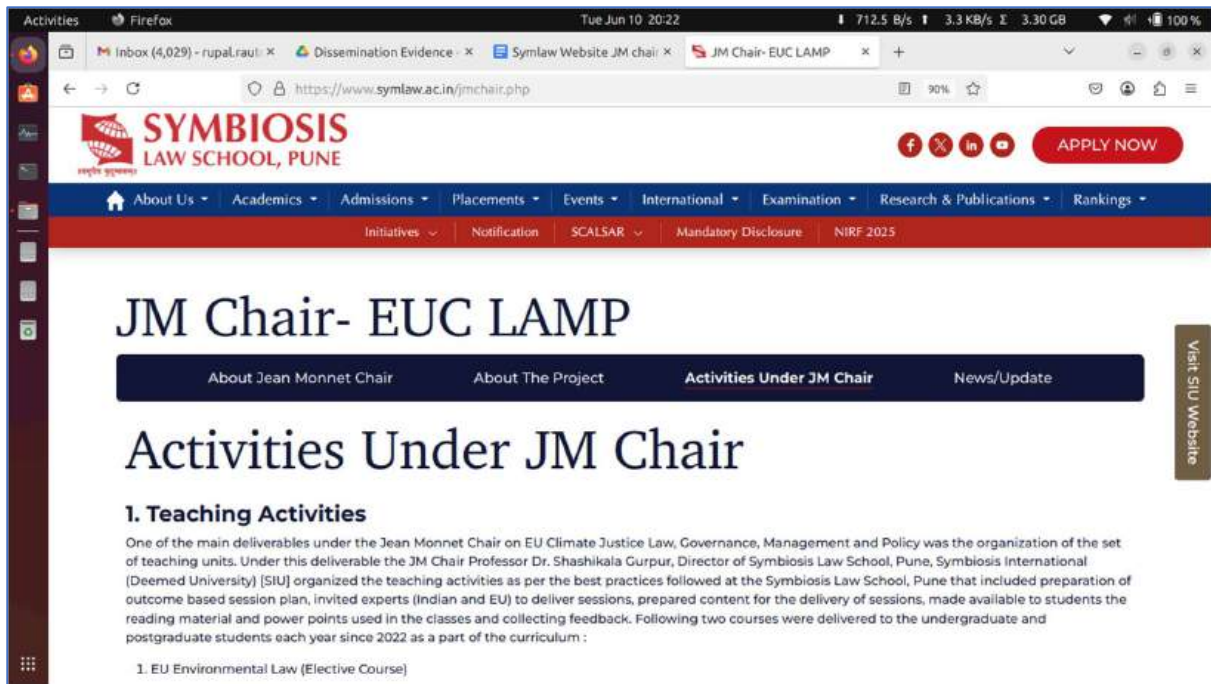 Activities Firefox Tue Jun 10 20:22 712.5 B/s 3.3 KB/s Σ 3.30 GB 100 %
Inbox (4,029) - rupal.raut × Dissemination Evidence - × Symlaw Website JM chair × JM Chair- EUC LAMP × +
https://www.symlaw.ac.in/jmchair.php 90%
SYMBIOSIS
LAW SCHOOL, PUNE
APPLY NOW
About Us Academics Admissions Placements Events International Examination Research & Publications Rankings
Initiatives Notification SCALSAR Mandatory Disclosure NIRF 2025
JM Chair- EUC LAMP
About Jean Monnet Chair About The Project Activities Under JM Chair News/Update
Visit SIU Website
Activities Under JM Chair
1. Teaching Activities
One of the main deliverables under the Jean Monnet Chair on EU Climate Justice Law, Governance, Management and Policy was the organization of the set
of teaching units. Under this deliverable the JM Chair Professor Dr. Shashikala Gurpur, Director of Symbiosis Law School, Pune, Symbiosis International
(Deemed University) [SIU] organized the teaching activities as per the best practices followed at the Symbiosis Law School, Pune that included preparation of
outcome based session plan, invited experts (Indian and EU) to deliver sessions, prepared content for the delivery of sessions, made available to students the
reading material and power points used in the classes and collecting feedback. Following two courses were delivered to the undergraduate and
postgraduate students each year since 2022 as a part of the curriculum :
1. EU Environmental Law (Elective Course)